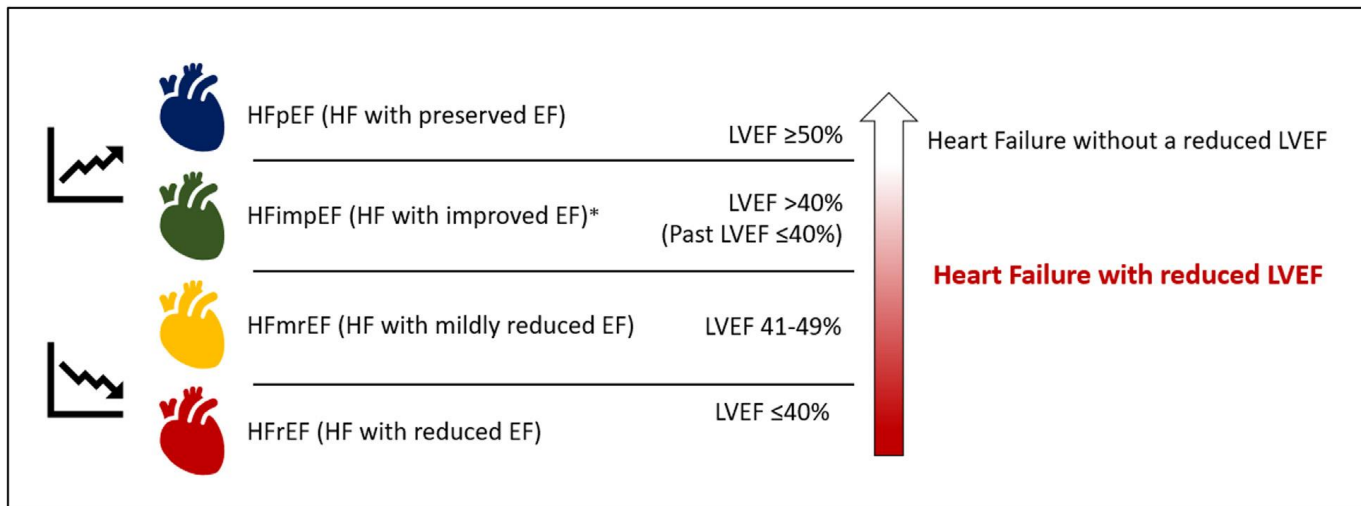 HFpEF (HF with preserved EF)
LVEF ≥50%
Heart Failure without a reduced LVEF
HFimpEF (HF with improved EF)*
LVEF >40%
(Past LVEF ≤40%)
Heart Failure with reduced LVEF
HFmrEF (HF with mildly reduced EF)
LVEF 41-49%
HFrEF (HF with reduced EF)
LVEF ≤40%